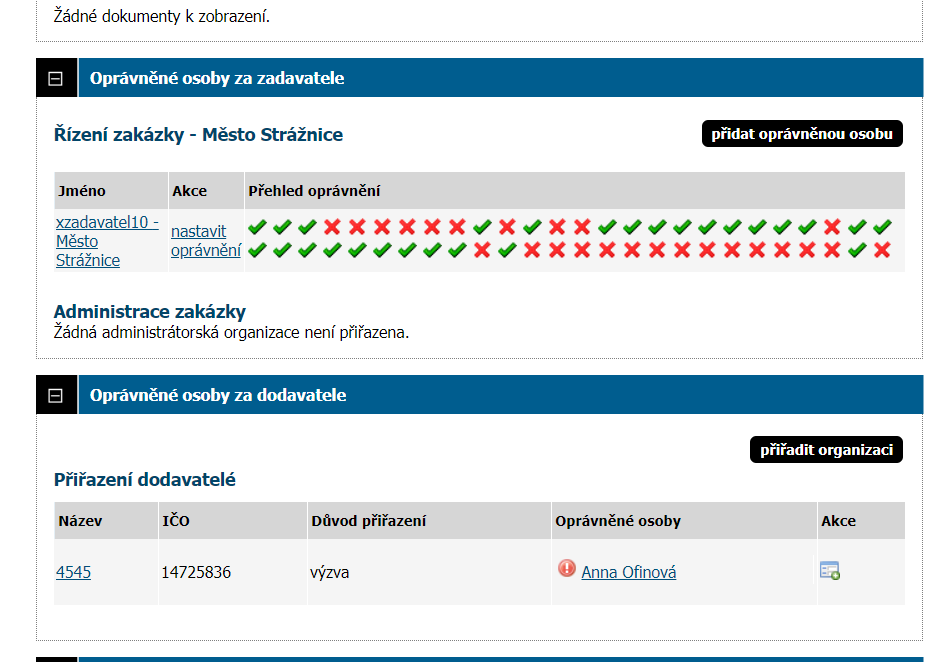 Žádné dokumenty k zobrazení.
Oprávněné osoby za zadavatele
Řízení zakázky - Město Strážnice
přidat oprávněnou osobu
Jméno Akce Přehled oprávnění
xzadavatel10 -
Město
Strážnice
nastavit
oprávnění
Administrace zakázky
Žádná administrátorská organizace není přiřazena.
Oprávněné osoby za dodavatele
přiřadit organizaci
Přiřazení dodavatelé
Název IČO Důvod přiřazení Oprávněné osoby Akce
4545 14725836 výzva Anna Ofinová